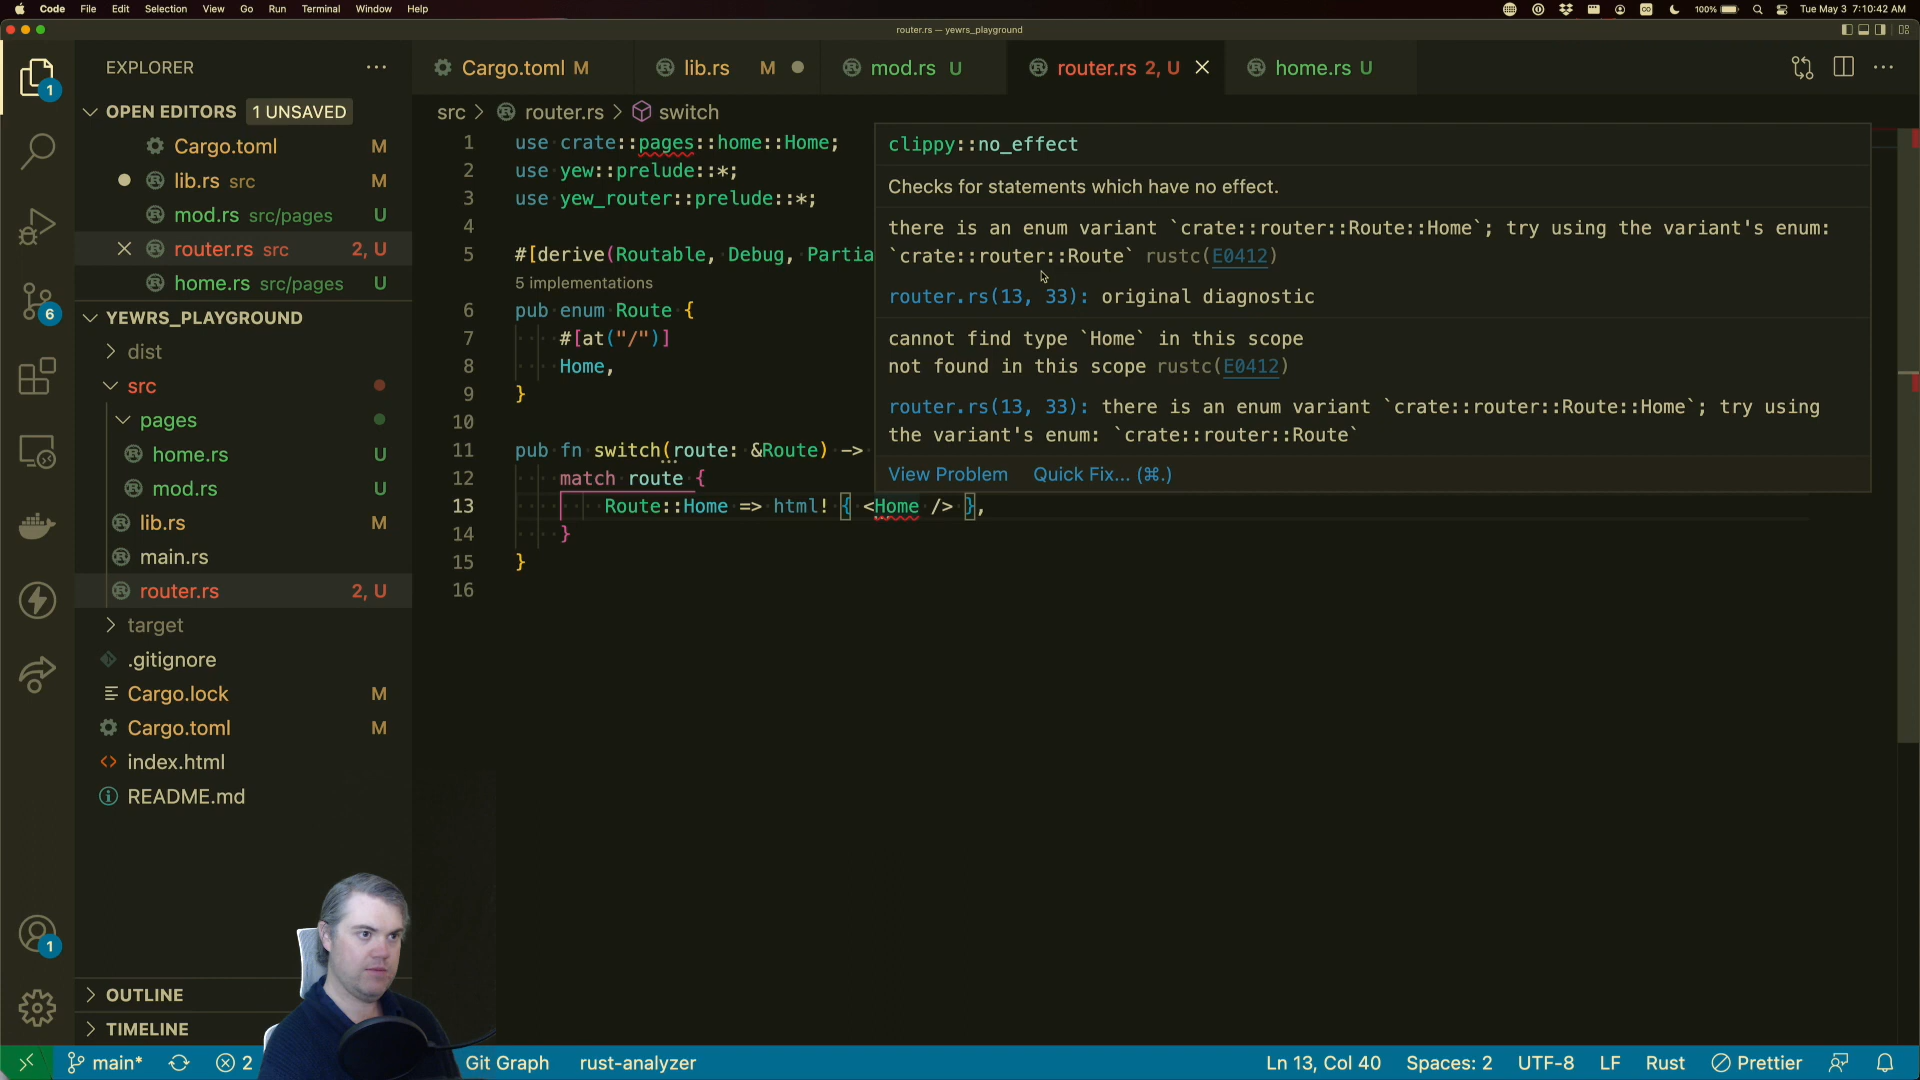 Code File Edit Selection View Go Run Terminal Window Help
100% Tue May 3 7:10:42 AM
router.rs — yewrs_playground
EXPLORER
Cargo.toml M
lib.rs M
mod.rs U
router.rs 2, U
home.rs U
1
OPEN EDITORS 1 UNSAVED
Cargo.toml M
lib.rs src M
mod.rs src/pages U
router.rs src 2, U
home.rs src/pages U
6
YEWRS_PLAYGROUND
dist
src
pages
home.rs U
mod.rs U
lib.rs M
main.rs
router.rs 2, U
target
.gitignore
Cargo.lock M
Cargo.toml M
index.html
README.md
1
OUTLINE
TIMELINE
src > router.rs > switch
1 use crate::pages::home::Home;
2 use yew::prelude::*;
3 use yew_router::prelude::*;
4
5 #[derive(Routable, Debug, Partia
5 implementations
6 pub enum Route {
7 #[at("/")]
8 Home,
9 }
10
11 pub fn switch(route: &Route) ->
12 match route {
13 Route::Home => html! { <Home /> },
14 }
15 }
16
clippy::no_effect
Checks for statements which have no effect.
there is an enum variant `crate::router::Route::Home`; try using the variant's enum:
`crate::router::Route` rustc(E0412)
router.rs(13, 33): original diagnostic
cannot find type `Home` in this scope
not found in this scope rustc(E0412)
router.rs(13, 33): there is an enum variant `crate::router::Route::Home`; try using
the variant's enum: `crate::router::Route`
View Problem Quick Fix... (⌘.)
main* 2 Git Graph rust-analyzer Ln 13, Col 40 Spaces: 2 UTF-8 LF Rust Prettier